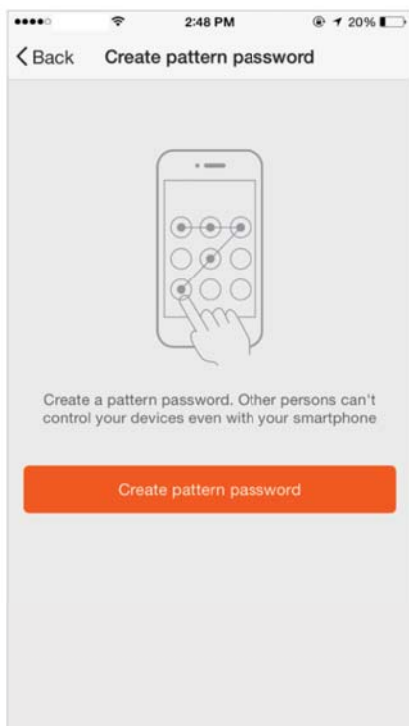 2:48 PM
20%
Back
Create pattern password
Create a pattern password. Other persons can't
control your devices even with your smartphone
Create pattern password